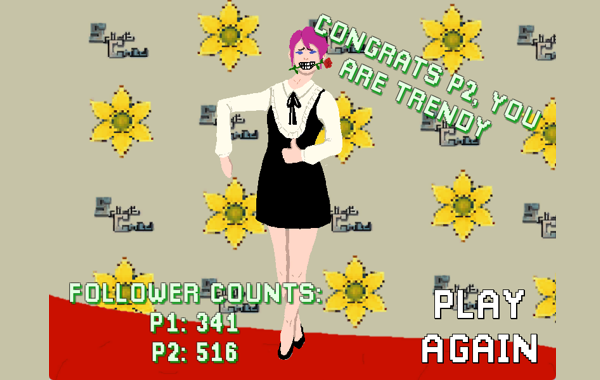 CONGRATS P2, YOU
ARE TRENDY
FOLLOWER COUNTS:
P1: 341
P2: 516
PLAY
AGAIN